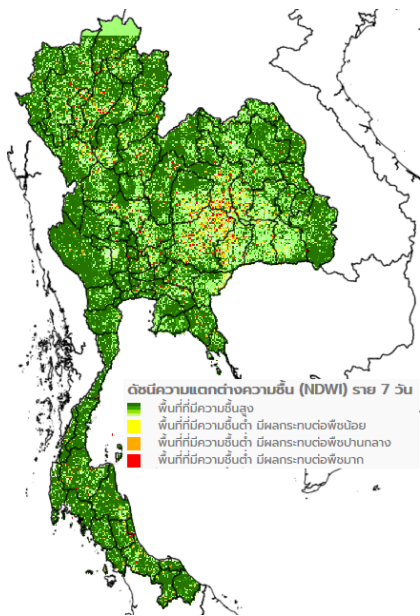 ดัชนีความแตกต่างความชื้น (NDWI) ราย 7 วัน
พื้นที่ที่มีความชื้นสูง
พื้นที่ที่มีความชื้นต่ำ มีผลกระทบต่อพืชน้อย
พื้นที่ที่มีความชื้นต่ำ มีผลกระทบต่อพืชปานกลาง
พื้นที่ที่มีความชื้นต่ำ มีผลกระทบต่อพืชมาก